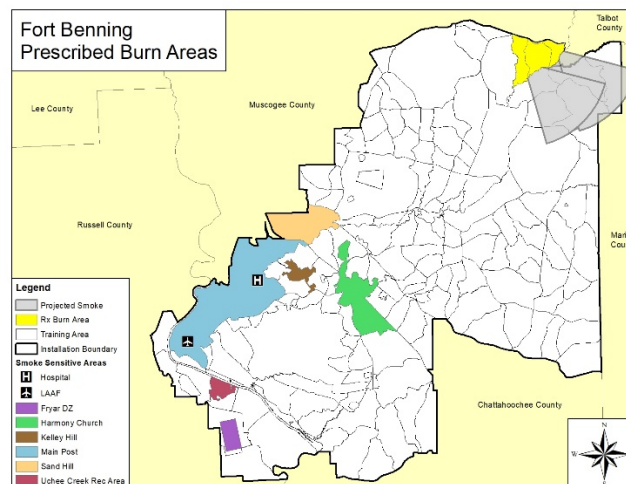 Fort Benning
Prescribed Burn Areas
Talbot
County
Lee County
Muscogee County
Russell County
Chattahoochee County
Legend
Projected Smoke
Rx Burn Area
Training Area
Installation Boundary
Smoke Sensitive Areas
H Hospital
LAAF
Fryar DZ
Harmony Church
Kelley Hill
Main Post
Sand Hill
Uchee Creek Rec Area
H
N
W
E
S